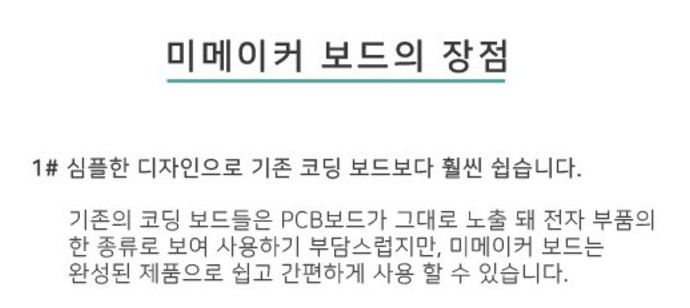 미메이커 보드의 장점
1# 심플한 디자인으로 기존 코딩 보드보다 훨씬 쉽습니다.
기존의 코딩 보드들은 PCB보드가 그대로 노출 돼 전자 부품의
한 종류로 보여 사용하기 부담스럽지만, 미메이커 보드는
완성된 제품으로 쉽고 간편하게 사용 할 수 있습니다.